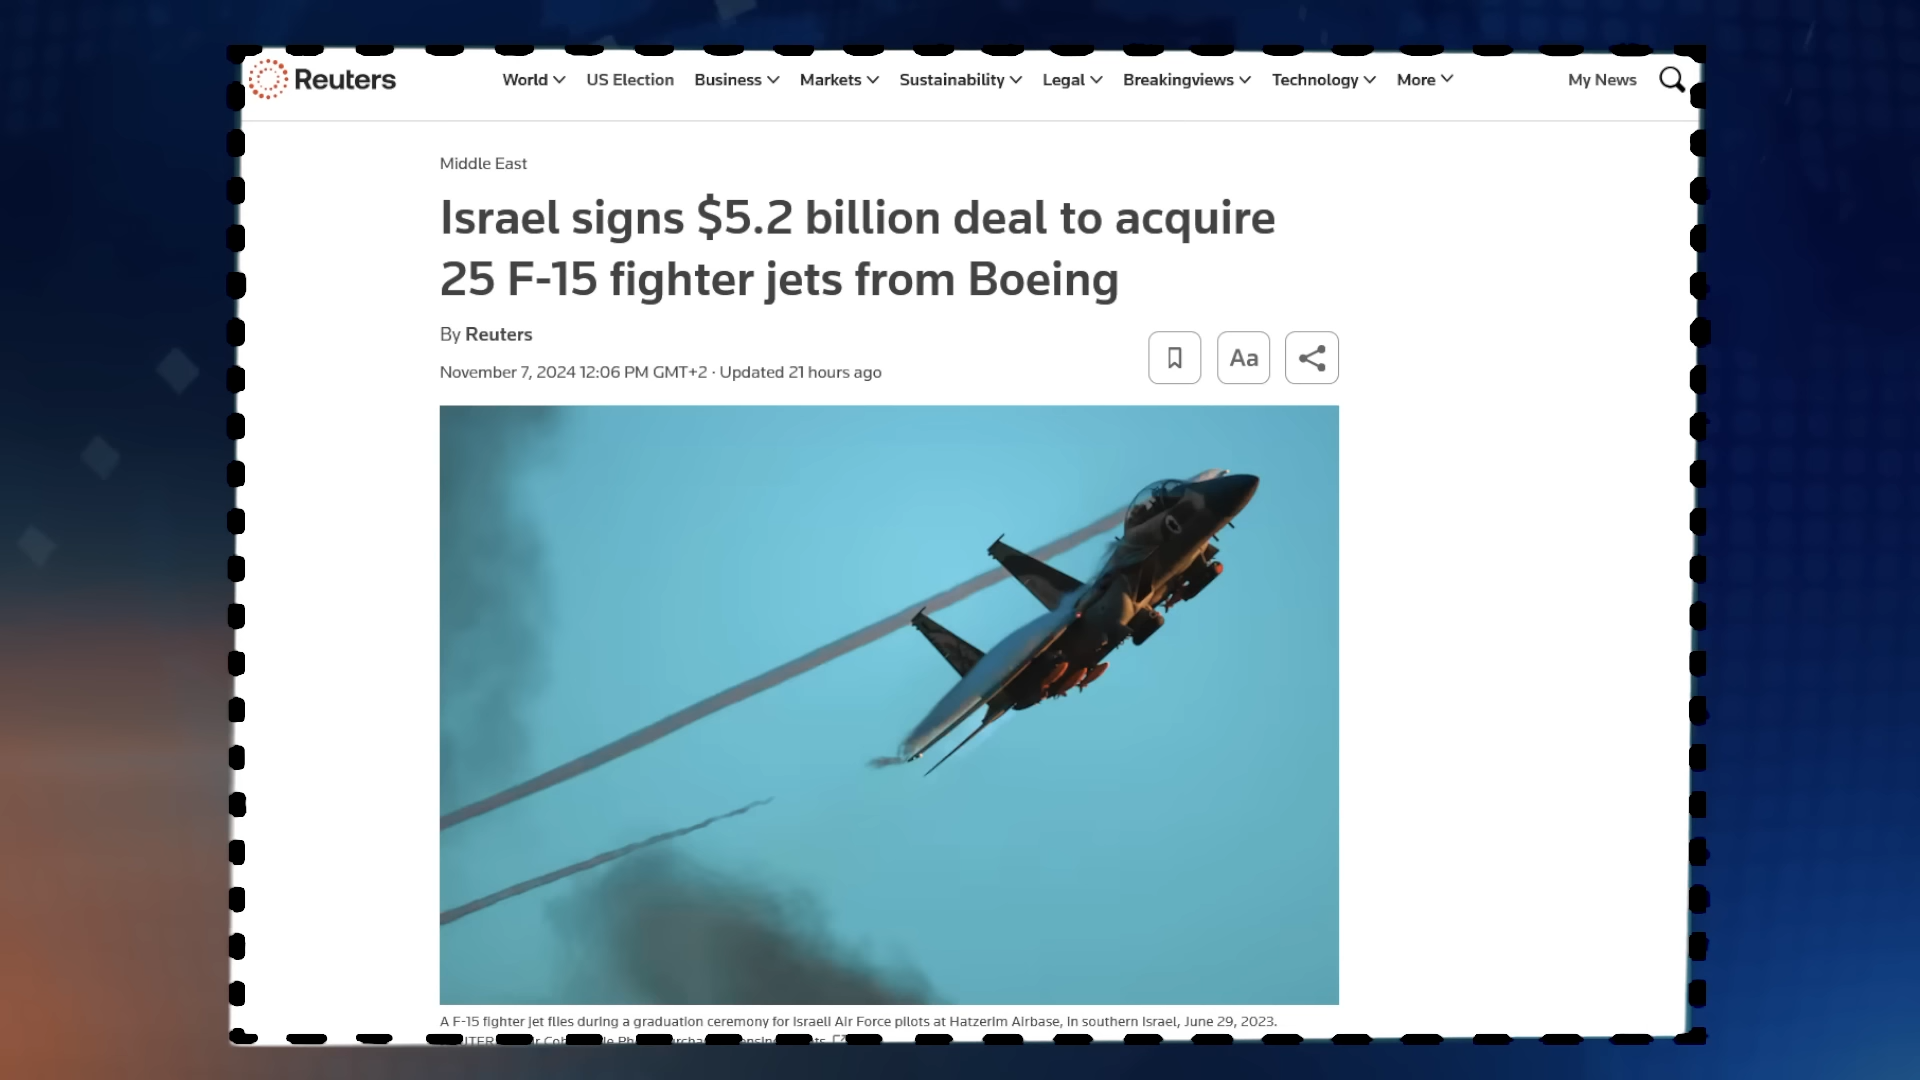 Reuters
World
US Election
Business
Markets
Sustainability
Legal
Breakingviews
Technology
More
My News
Middle East
Israel signs $5.2 billion deal to acquire
25 F-15 fighter jets from Boeing
By Reuters
November 7, 2024 12:06 PM GMT+2 · Updated 21 hours ago
Aa
A F-15 fighter jet flies during a graduation ceremony for Israeli Air Force pilots at Hatzerim Airbase, in southern Israel, June 29, 2023.